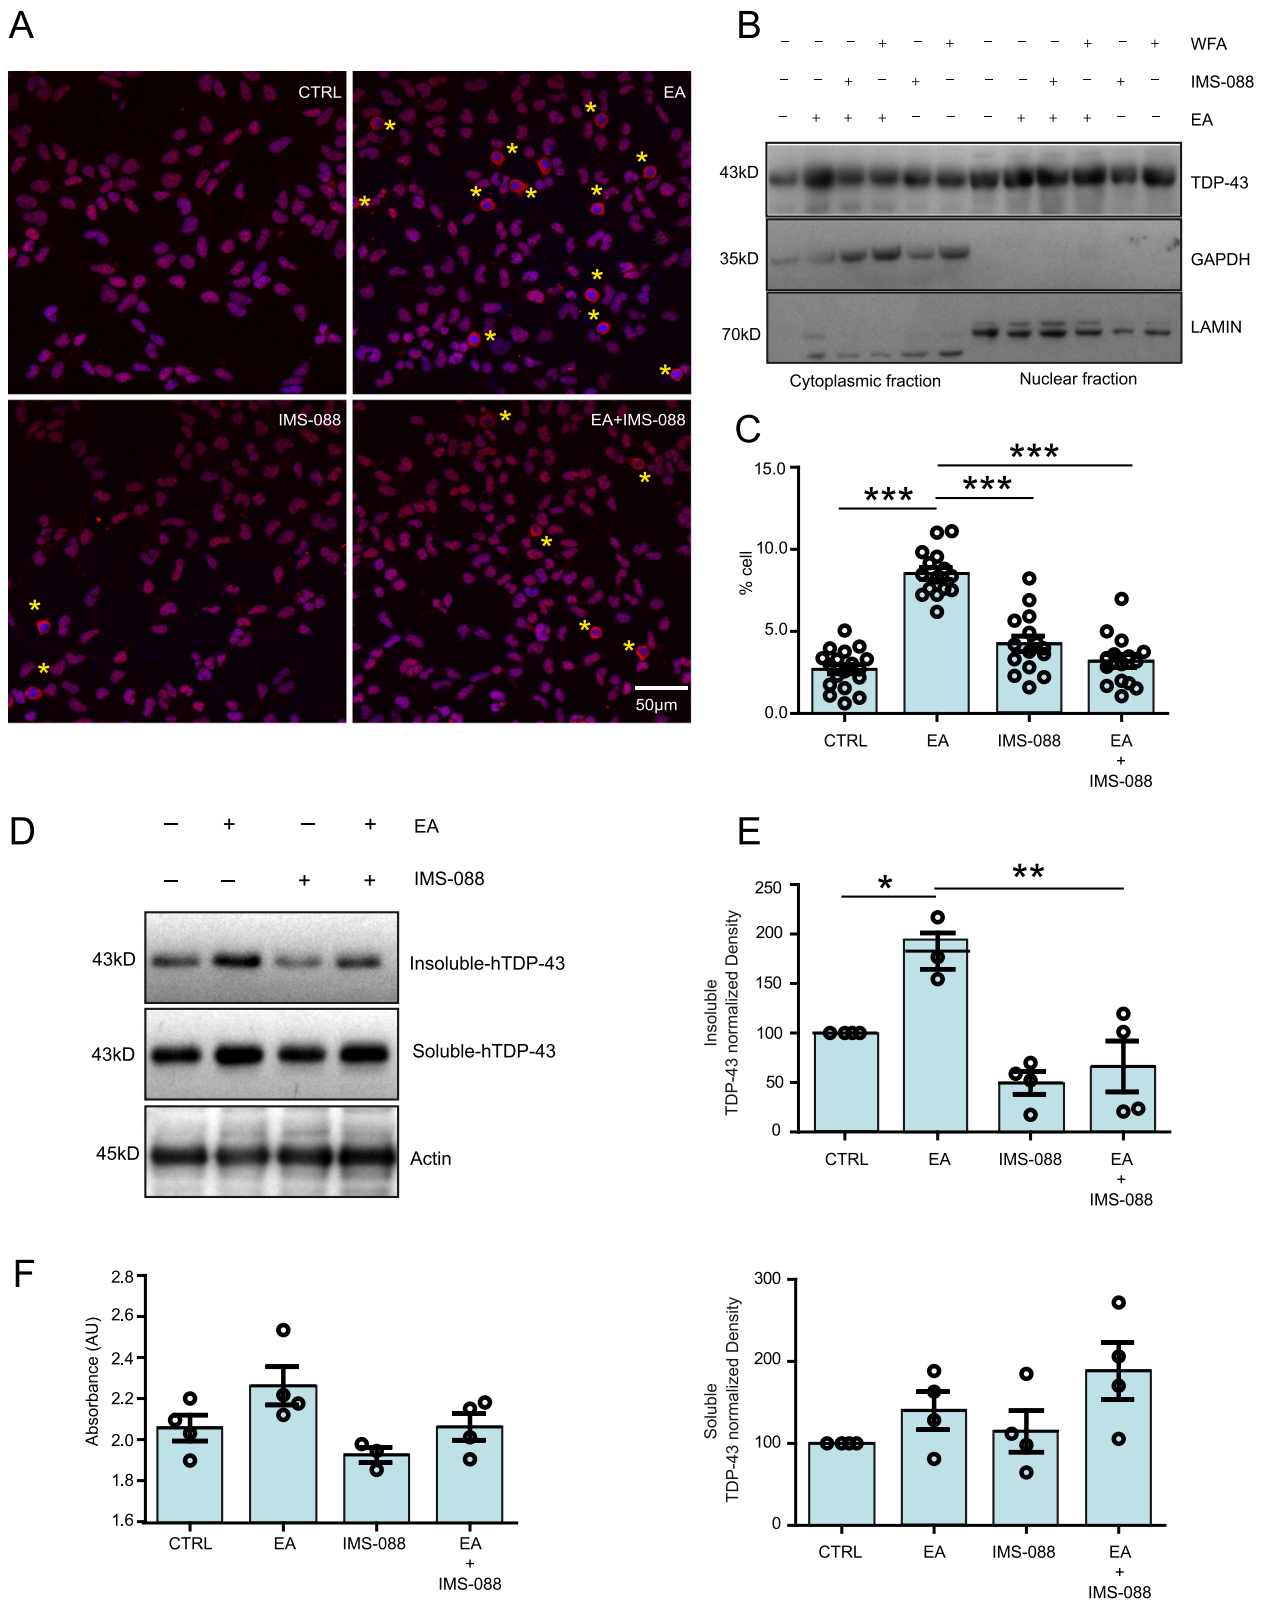 A
CTRL
EA
*
IMS-088
EA+IMS-088
50µm
B
– – – + – + – – – + – + WFA
– – + – + – – – + – + – IMS-088
– + + + – – – + + + – – EA
43kD TDP-43
35kD GAPDH
70kD LAMIN
Cytoplasmic fraction Nuclear fraction
C
% cell
15.0
10.0
5.0
0.0
***
***
***
CTRL EA IMS-088 EA + IMS-088
D
– + – + EA
– – + + IMS-088
43kD Insoluble-hTDP-43
43kD Soluble-hTDP-43
45kD Actin
E
Insoluble
TDP-43 normalized Density
250
200
150
100
50
0
*
**
CTRL EA IMS-088 EA + IMS-088
F
Absorbance (AU)
2.8
2.6
2.4
2.2
2.0
1.8
1.6
CTRL EA IMS-088 EA + IMS-088
Soluble
TDP-43 normalized Density
300
200
100
0
CTRL EA IMS-088 EA + IMS-088